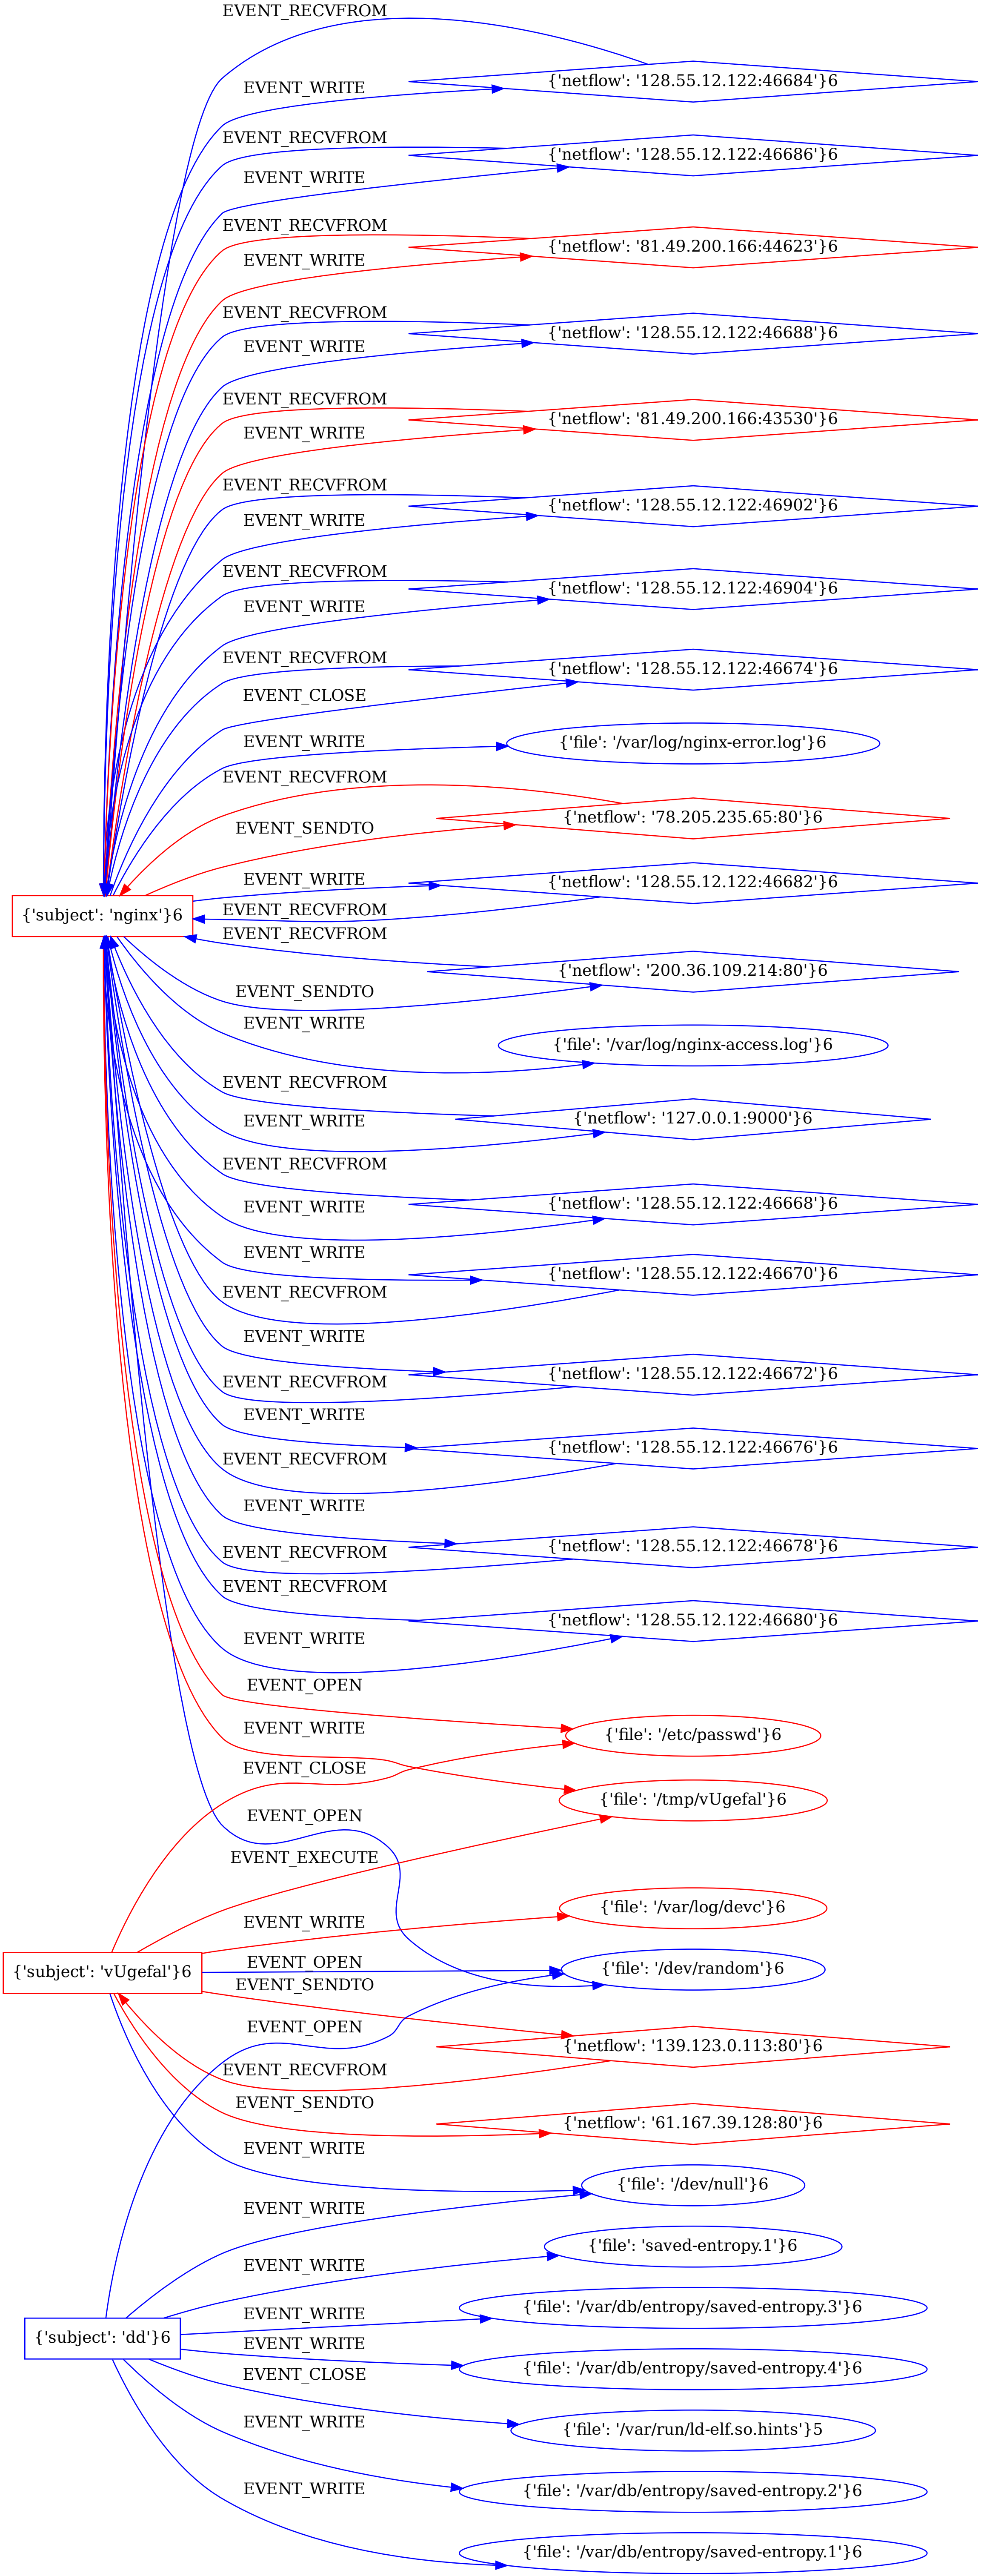 EVENT_RECVFROM
{'netflow': '128.55.12.122:46684'}6
EVENT_WRITE
EVENT_RECVFROM
{'netflow': '128.55.12.122:46686'}6
EVENT_WRITE
EVENT_RECVFROM
{'netflow': '81.49.200.166:44623'}6
EVENT_WRITE
EVENT_RECVFROM
{'netflow': '128.55.12.122:46688'}6
EVENT_WRITE
EVENT_RECVFROM
{'netflow': '81.49.200.166:43530'}6
EVENT_WRITE
EVENT_RECVFROM
{'netflow': '128.55.12.122:46902'}6
EVENT_WRITE
EVENT_RECVFROM
{'netflow': '128.55.12.122:46904'}6
EVENT_WRITE
EVENT_RECVFROM
{'netflow': '128.55.12.122:46674'}6
EVENT_CLOSE
EVENT_WRITE
{'file': '/var/log/nginx-error.log'}6
EVENT_RECVFROM
{'netflow': '78.205.235.65:80'}6
EVENT_SENDTO
EVENT_WRITE
{'netflow': '128.55.12.122:46682'}6
EVENT_RECVFROM
{'subject': 'nginx'}6
EVENT_RECVFROM
{'netflow': '200.36.109.214:80'}6
EVENT_SENDTO
EVENT_WRITE
{'file': '/var/log/nginx-access.log'}6
EVENT_RECVFROM
{'netflow': '127.0.0.1:9000'}6
EVENT_WRITE
EVENT_RECVFROM
{'netflow': '128.55.12.122:46668'}6
EVENT_WRITE
EVENT_WRITE
{'netflow': '128.55.12.122:46670'}6
EVENT_RECVFROM
EVENT_WRITE
{'netflow': '128.55.12.122:46672'}6
EVENT_RECVFROM
EVENT_WRITE
{'netflow': '128.55.12.122:46676'}6
EVENT_RECVFROM
EVENT_WRITE
{'netflow': '128.55.12.122:46678'}6
EVENT_RECVFROM
EVENT_RECVFROM
{'netflow': '128.55.12.122:46680'}6
EVENT_WRITE
EVENT_OPEN
EVENT_WRITE
{'file': '/etc/passwd'}6
EVENT_CLOSE
{'file': '/tmp/vUgefal'}6
EVENT_OPEN
EVENT_EXECUTE
{'file': '/var/log/devc'}6
EVENT_WRITE
EVENT_OPEN
{'file': '/dev/random'}6
{'subject': 'vUgefal'}6
EVENT_SENDTO
EVENT_OPEN
{'netflow': '139.123.0.113:80'}6
EVENT_RECVFROM
EVENT_SENDTO
{'netflow': '61.167.39.128:80'}6
EVENT_WRITE
{'file': '/dev/null'}6
EVENT_WRITE
{'file': 'saved-entropy.1'}6
EVENT_WRITE
{'file': '/var/db/entropy/saved-entropy.3'}6
EVENT_WRITE
{'subject': 'dd'}6
EVENT_WRITE
{'file': '/var/db/entropy/saved-entropy.4'}6
EVENT_CLOSE
{'file': '/var/run/ld-elf.so.hints'}5
EVENT_WRITE
{'file': '/var/db/entropy/saved-entropy.2'}6
EVENT_WRITE
{'file': '/var/db/entropy/saved-entropy.1'}6